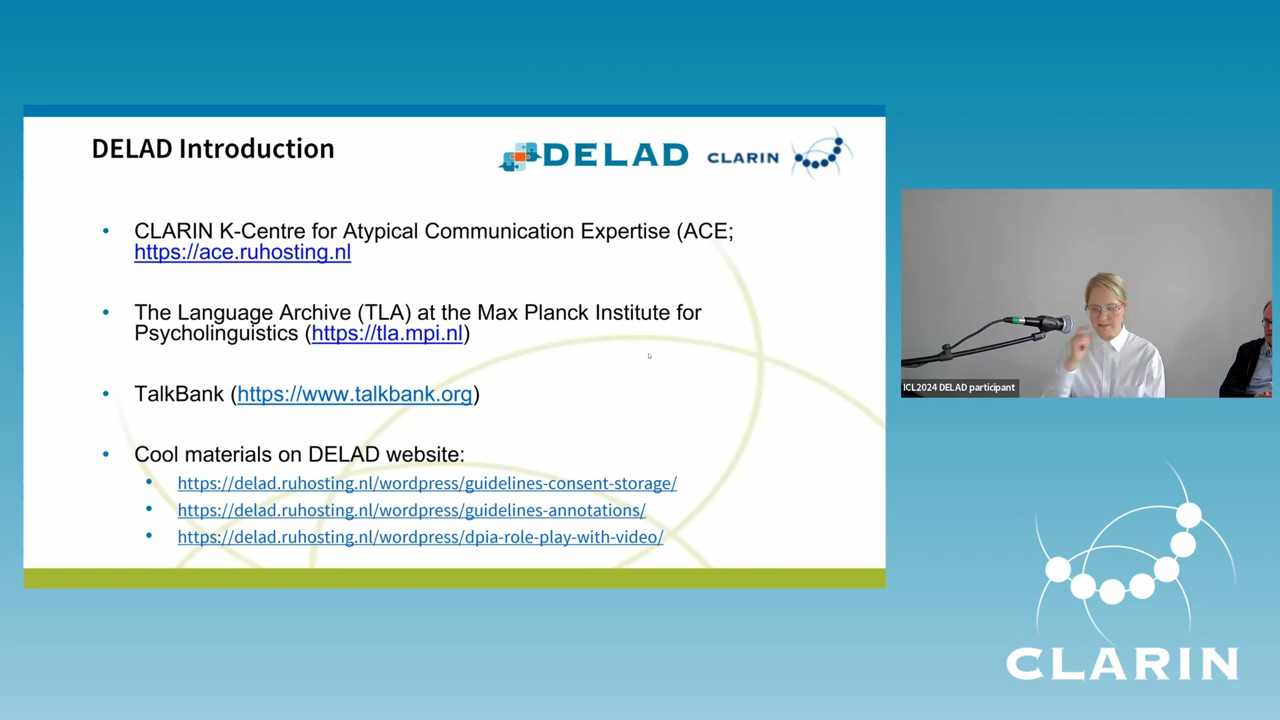 DELAD Introduction
DELAD
CLARIN
• CLARIN K-Centre for Atypical Communication Expertise (ACE;
https://ace.ruhosting.nl
• The Language Archive (TLA) at the Max Planck Institute for
Psycholinguistics (https://tla.mpi.nl)
• TalkBank (https://www.talkbank.org)
• Cool materials on DELAD website:
• https://delad.ruhosting.nl/wordpress/guidelines-consent-storage/
• https://delad.ruhosting.nl/wordpress/guidelines-annotations/
• https://delad.ruhosting.nl/wordpress/dpia-role-play-with-video/
ICL2024 DELAD participant
CLARIN